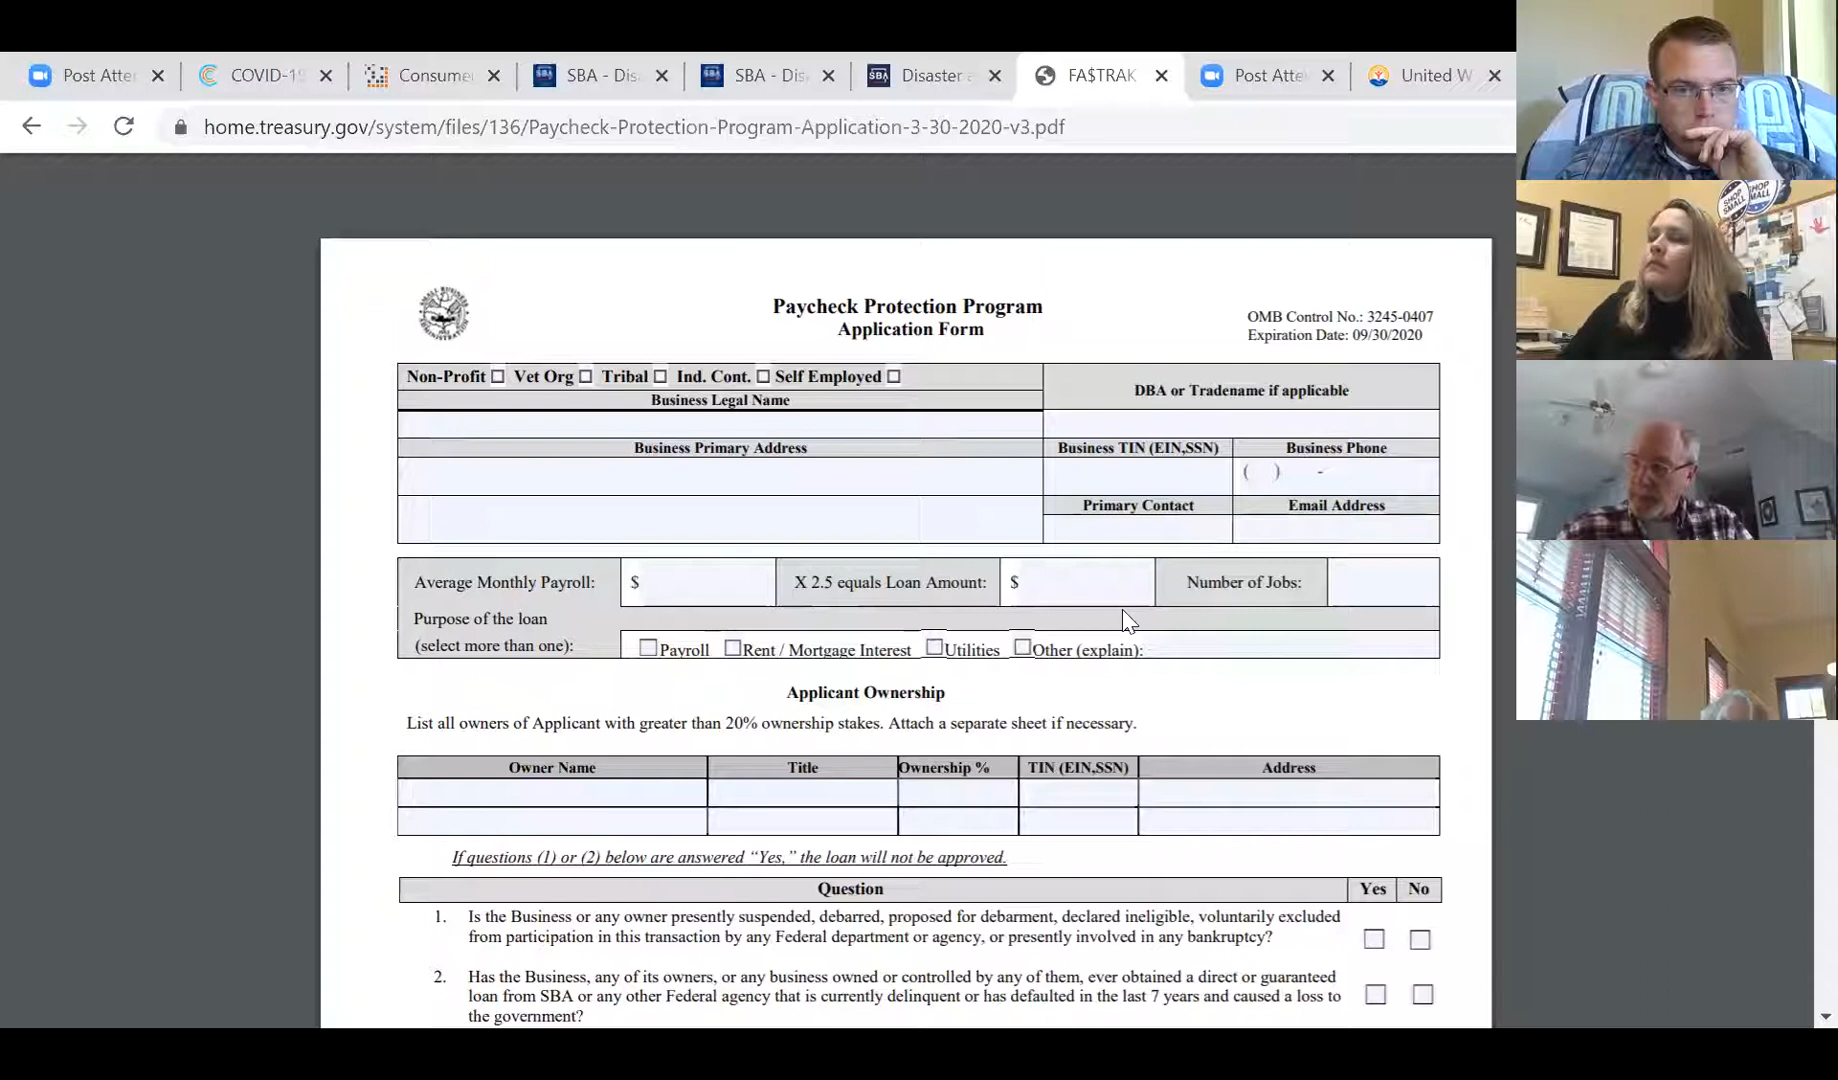 Post Atter
COVID-19
Consumer
SBA - Disa
SBA - Disa
Disaster a
FA$TRAK
Post Atte
United W
home.treasury.gov/system/files/136/Paycheck-Protection-Program-Application-3-30-2020-v3.pdf
SHOP SMALL
SHOP MALL
Paycheck Protection Program
Application Form
OMB Control No.: 3245-0407
Expiration Date: 09/30/2020
Non-Profit ☐ Vet Org ☐ Tribal ☐ Ind. Cont. ☐ Self Employed ☐
DBA or Tradename if applicable
Business Legal Name
Business Primary Address
Business TIN (EIN,SSN)
Business Phone
( ) -
Primary Contact
Email Address
Average Monthly Payroll: $ X 2.5 equals Loan Amount: $ Number of Jobs:
Purpose of the loan
(select more than one): ☐Payroll ☐Rent / Mortgage Interest ☐Utilities ☐Other (explain):
Applicant Ownership
List all owners of Applicant with greater than 20% ownership stakes. Attach a separate sheet if necessary.
Owner Name Title Ownership % TIN (EIN,SSN) Address
If questions (1) or (2) below are answered “Yes,” the loan will not be approved.
Question Yes No
1. Is the Business or any owner presently suspended, debarred, proposed for debarment, declared ineligible, voluntarily excluded
from participation in this transaction by any Federal department or agency, or presently involved in any bankruptcy?
2. Has the Business, any of its owners, or any business owned or controlled by any of them, ever obtained a direct or guaranteed
loan from SBA or any other Federal agency that is currently delinquent or has defaulted in the last 7 years and caused a loss to
the government?